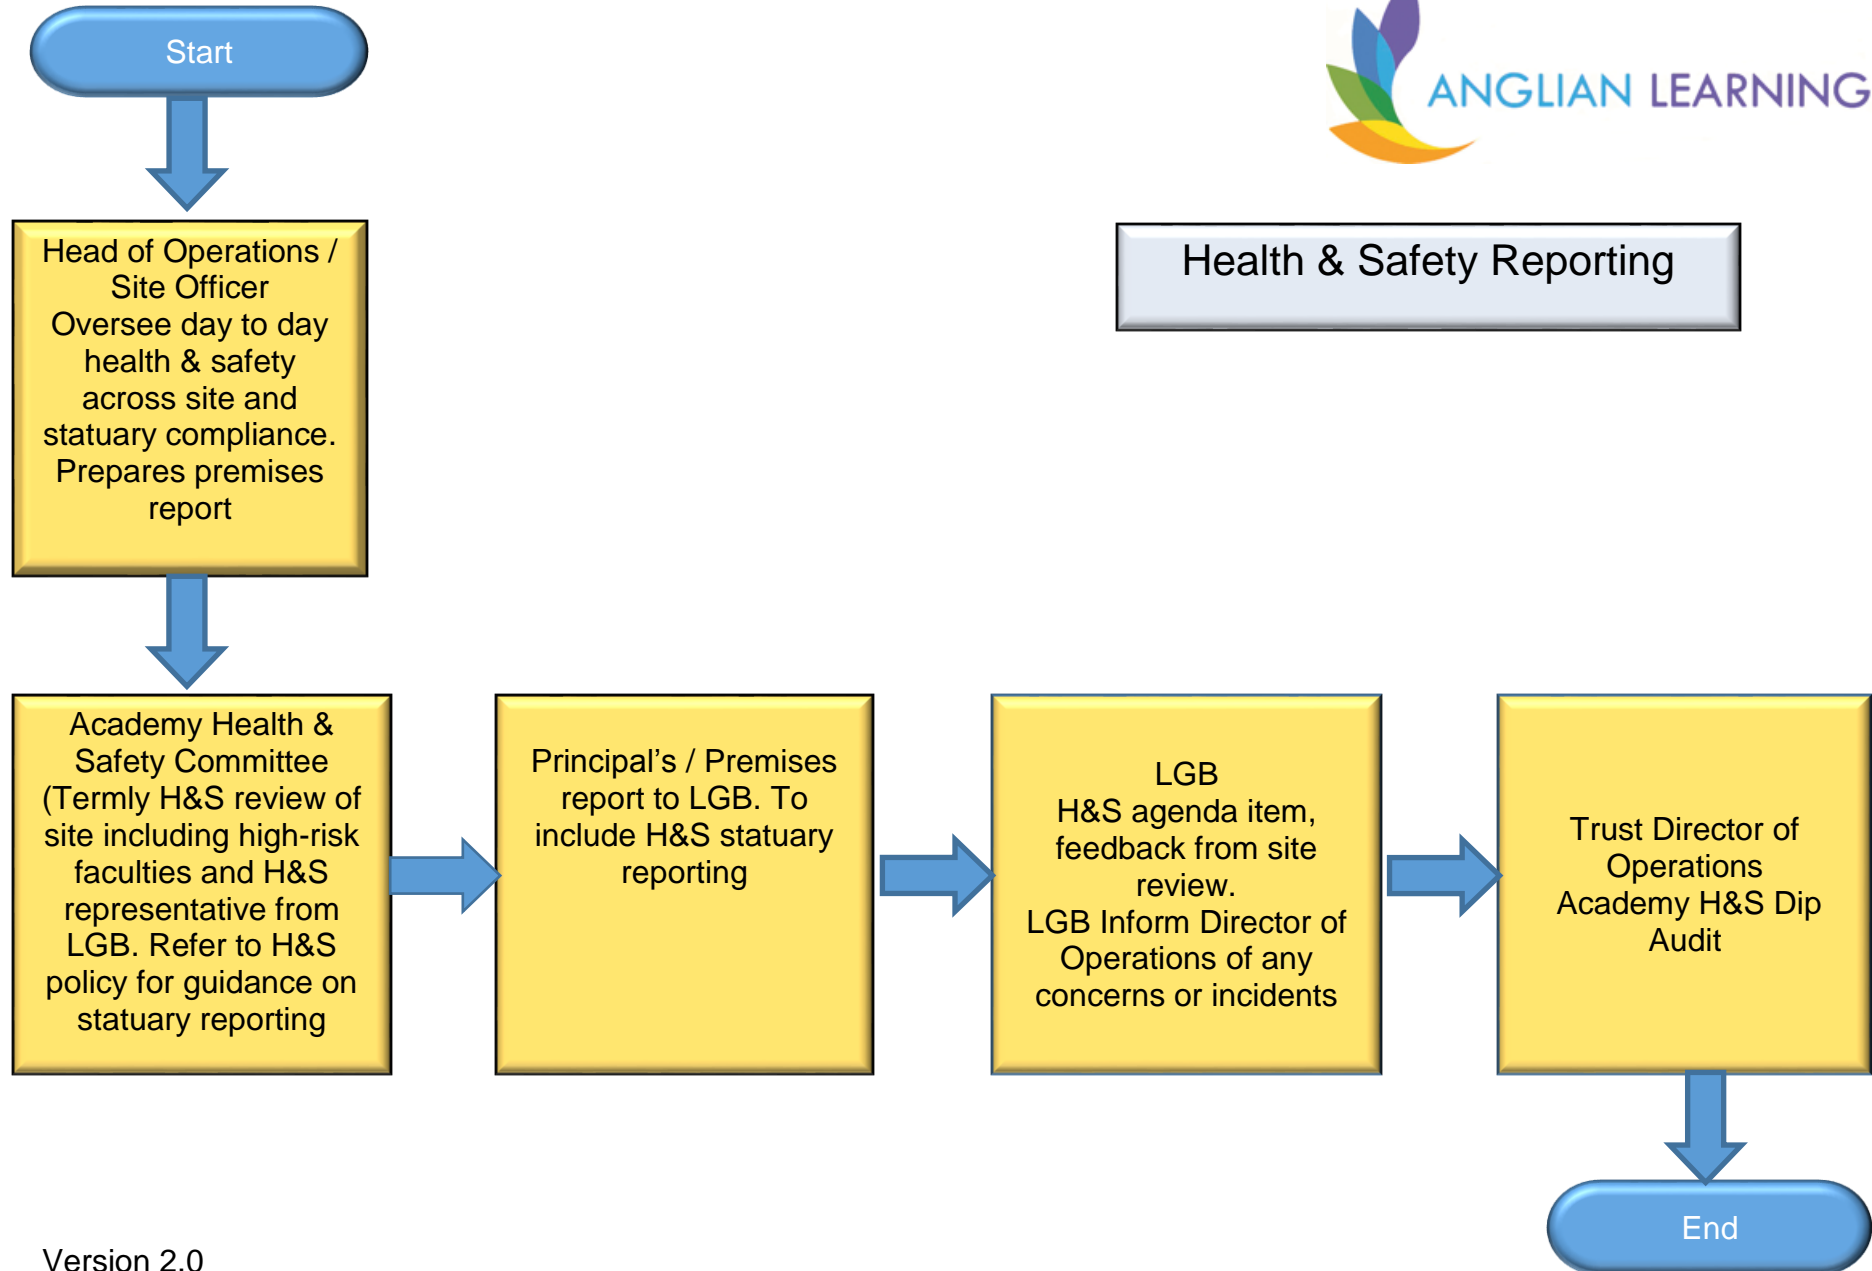 Start
ANGLIAN LEARNING
Head of Operations /
Site Officer
Oversee day to day
health & safety
across site and
statuary compliance.
Prepares premises
report
Health & Safety Reporting
Academy Health &
Safety Committee
(Termly H&S review of
site including high-risk
faculties and H&S
representative from
LGB. Refer to H&S
policy for guidance on
statuary reporting
Principal’s / Premises
report to LGB. To
include H&S statuary
reporting
LGB
H&S agenda item,
feedback from site
review.
LGB Inform Director of
Operations of any
concerns or incidents
Trust Director of
Operations
Academy H&S Dip
Audit
End
Version 2.0